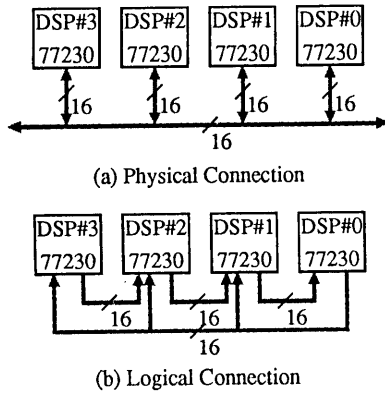 DSP#3 DSP#2 DSP#1 DSP#0
77230 77230 77230 77230
16 16 16 16
16
(a) Physical Connection
DSP#3 DSP#2 DSP#1 DSP#0
77230 77230 77230 77230
16 16 16
16
(b) Logical Connection